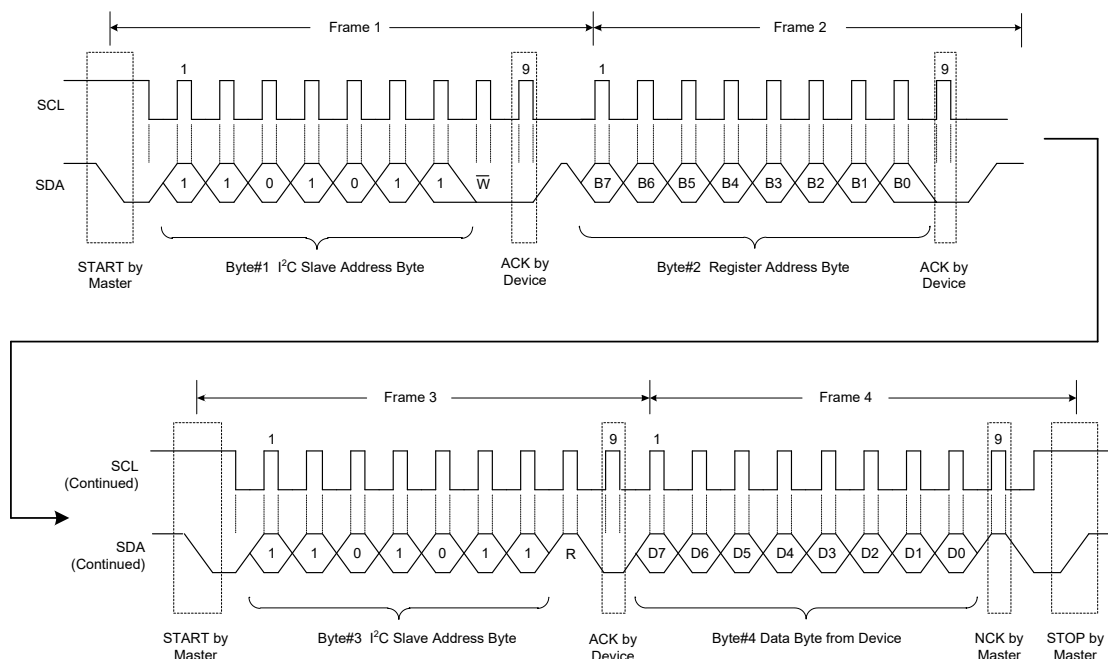 Frame 1 Frame 2
1 9 1 9
SCL
SDA 1 1 0 1 0 1 1 W̅ B7 B6 B5 B4 B3 B2 B1 B0
START by Master
Byte#1 I²C Slave Address Byte
ACK by Device
Byte#2 Register Address Byte
ACK by Device
Frame 3 Frame 4
1 9 1 9
SCL
(Continued)
SDA
(Continued)
1 1 0 1 0 1 1 R D7 D6 D5 D4 D3 D2 D1 D0
START by Master
Byte#3 I²C Slave Address Byte
ACK by Device
Byte#4 Data Byte from Device
NCK by Master
STOP by Master